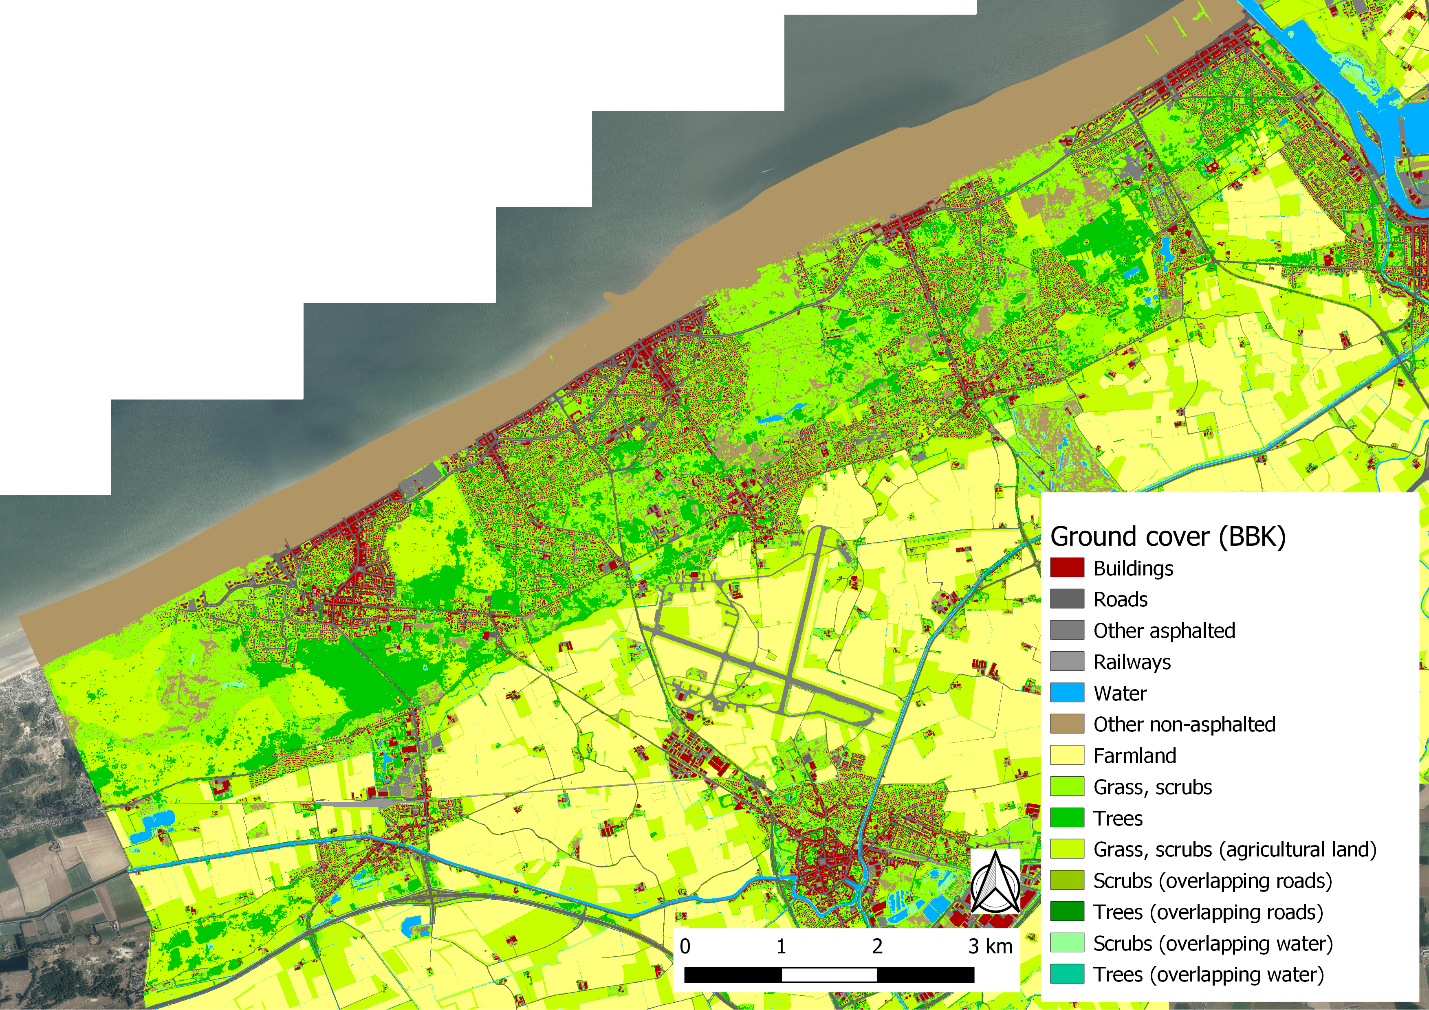 Ground cover (BBK)
Buildings
Roads
Other asphalted
Railways
Water
Other non-asphalted
Farmland
Grass, scrubs
Trees
Grass, scrubs (agricultural land)
Scrubs (overlapping roads)
Trees (overlapping roads)
Scrubs (overlapping water)
Trees (overlapping water)
0 1 2 3 km